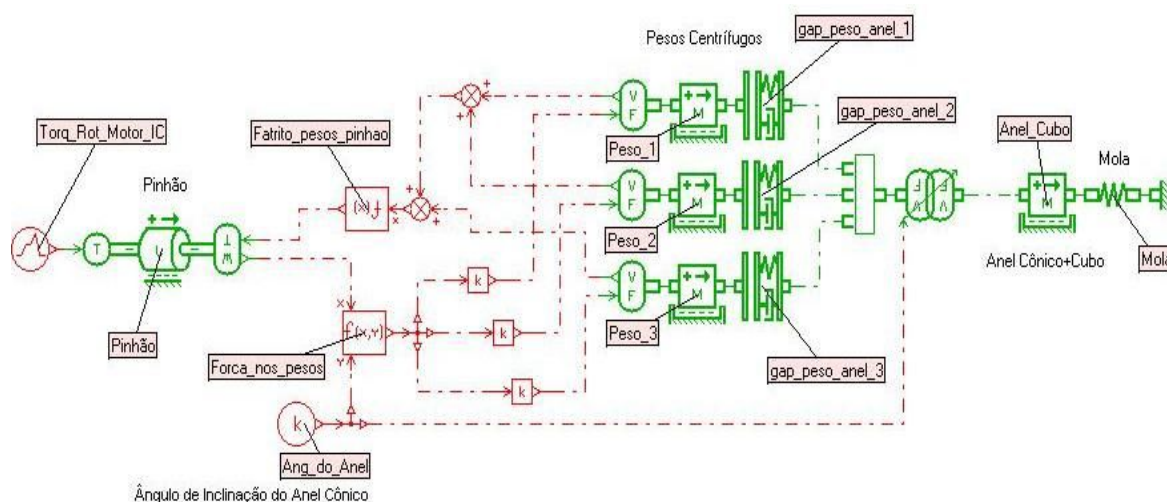 gap_peso_anel_1
Pesos Centrífugos
Torq_Rot_Motor_IC
Fatrito_pesos_pinhao
gap_peso_anel_2
Anel_Cubo
Peso_1
Mola
Pinhão
Peso_2
Anel Cônico+Cubo
Mola
Pinhão
Peso_3
Forca_nos_pesos
gap_peso_anel_3
Ang_do_Anel
Ângulo de Inclinação do Anel Cônico
V
F
M
V
F
M
V
F
M
M
T
T
W
f(x)
x
X
f(x,Y)
Y
k
k
k
k